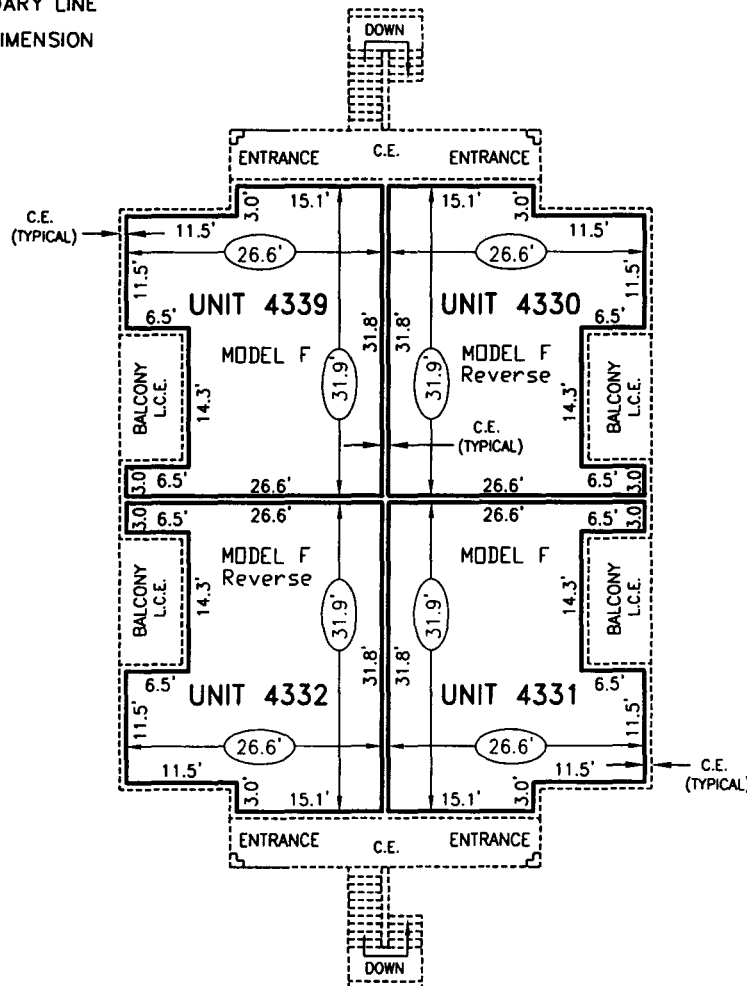 DARY LINE
IMENSION
DOWN
ENTRANCE C.E. ENTRANCE
C.E.
(TYPICAL)
15.1' 15.1'
3.0' 3.0'
11.5' 11.5'
26.6' 26.6'
11.5' 11.5'
UNIT 4339 UNIT 4330
6.5' 6.5'
31.8' 31.8'
MODEL F
MODEL F
Reverse
BALCONY
L.C.E.
14.3'
31.9' 31.9'
14.3'
BALCONY
L.C.E.
C.E.
(TYPICAL)
3.0' 6.5' 26.6' 26.6' 6.5' 3.0'
3.0' 6.5' 26.6' 26.6' 6.5' 3.0'
MODEL F
Reverse
MODEL F
BALCONY
L.C.E.
14.3'
31.9' 31.9'
14.3'
BALCONY
L.C.E.
31.8' 31.8'
6.5' 6.5'
UNIT 4332 UNIT 4331
11.5' 11.5'
26.6' 26.6'
11.5' 11.5'
C.E.
(TYPICAL)
3.0' 3.0'
15.1' 15.1'
ENTRANCE C.E. ENTRANCE
DOWN